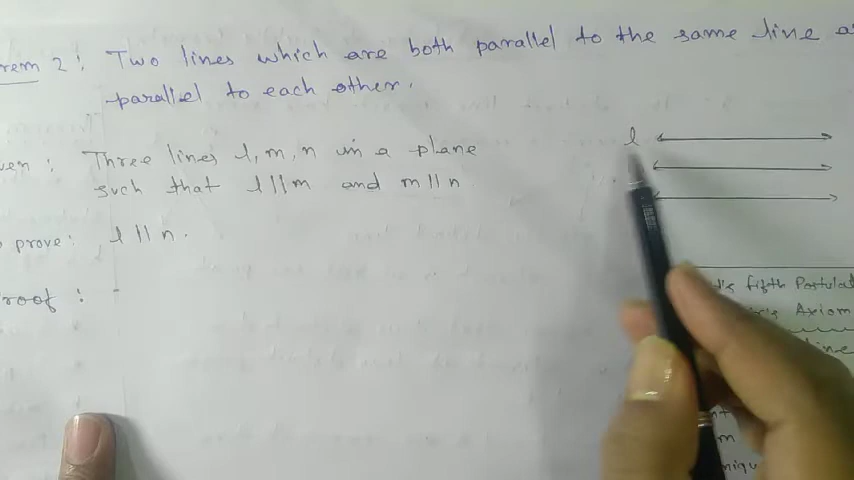 rem 2: Two lines which are both parallel to the same line a
parallel to each other.
en: Three lines l, m, n in a plane
such that l || m and m || n
prove: l || n.
roof:
l
's fifth Postulat
Axiom
line